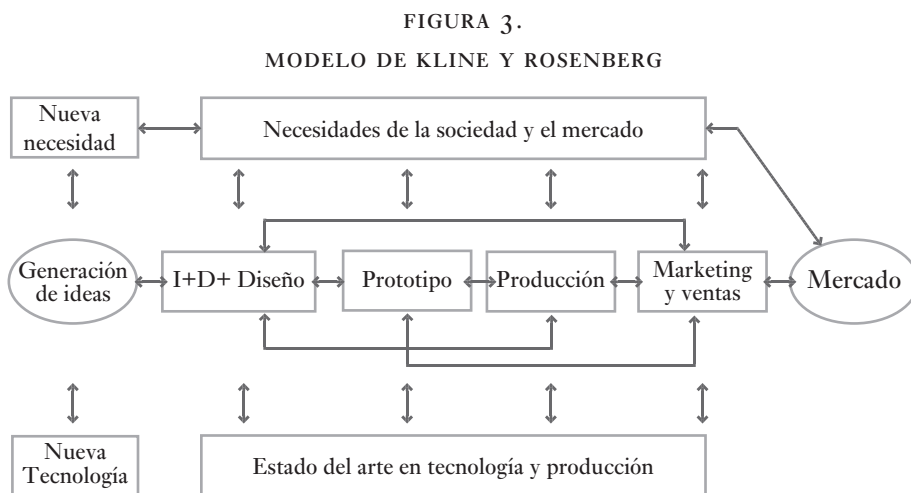 FIGURA 3.
MODELO DE KLINE Y ROSENBERG
Nueva
necesidad
Necesidades de la sociedad y el mercado
Generación
de ideas
I+D+ Diseño
Prototipo
Producción
Marketing
y ventas
Mercado
Nueva
Tecnología
Estado del arte en tecnología y producción